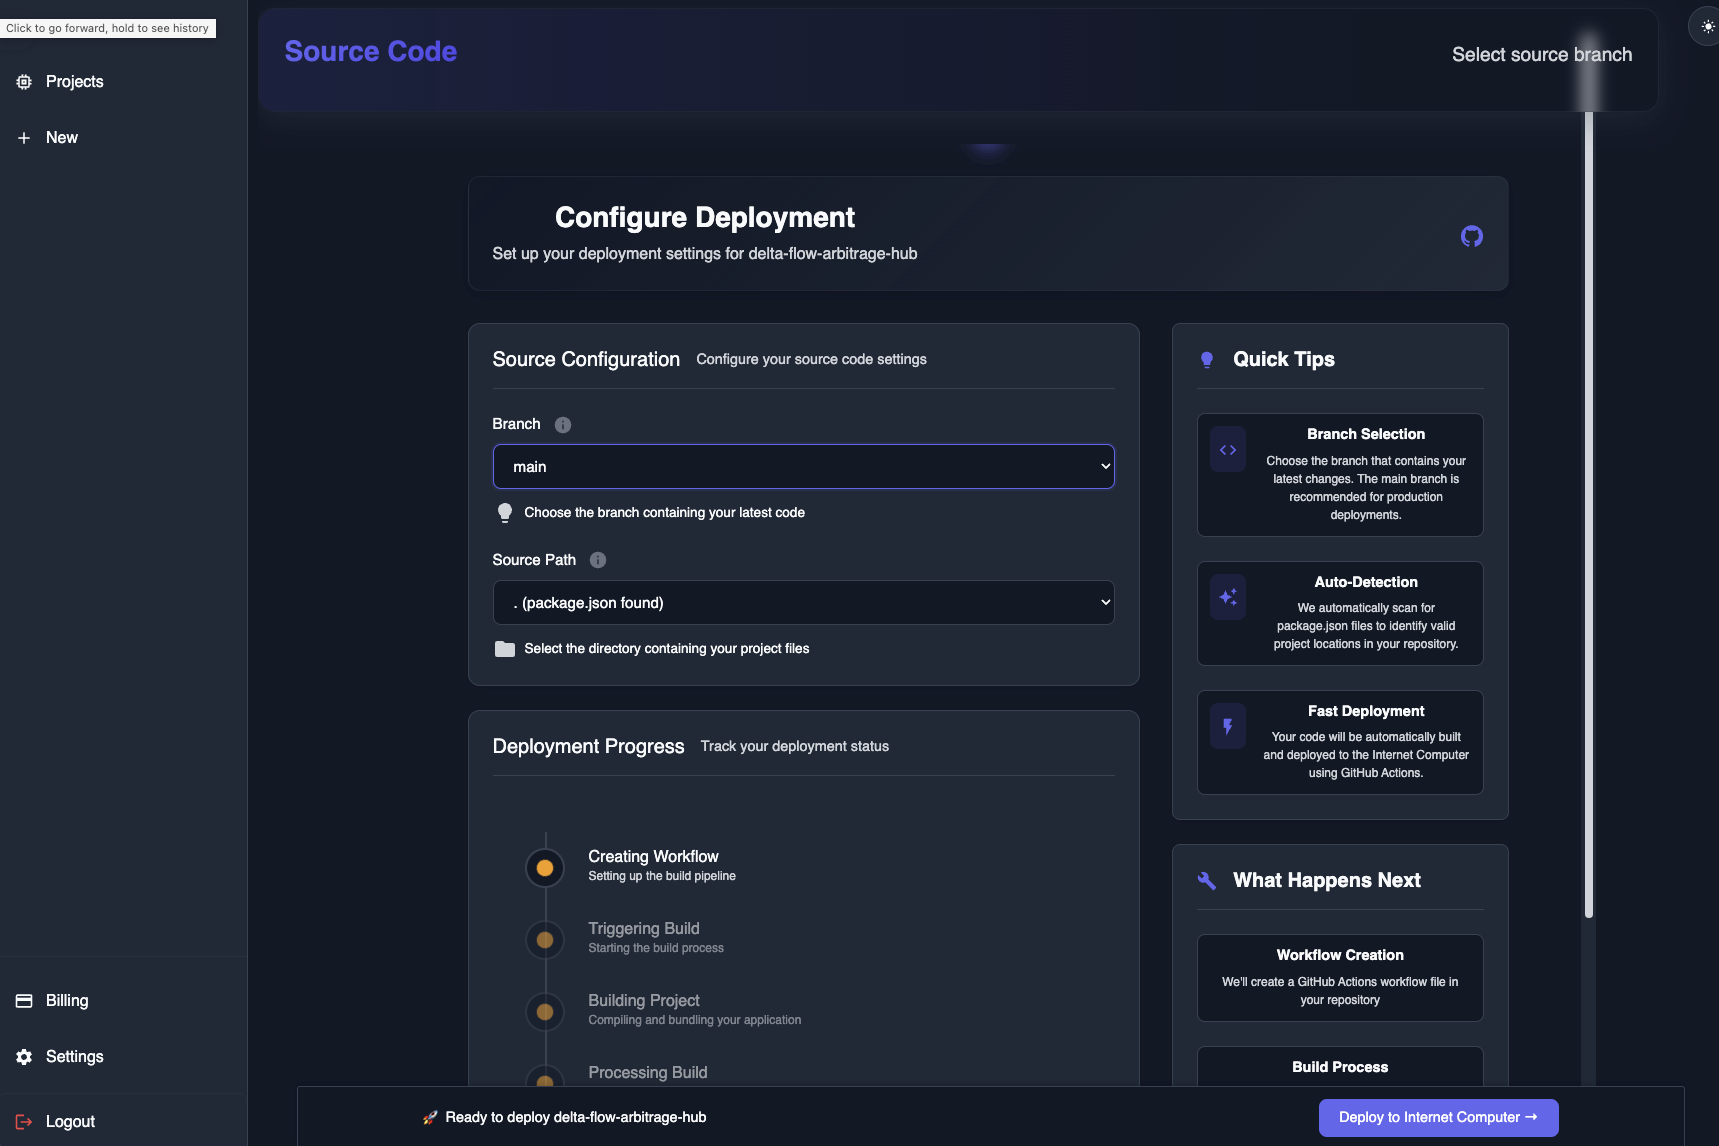 Click to go forward, hold to see history
Projects
New
Billing
Settings
Logout
Source Code
Select source branch
Configure Deployment
Set up your deployment settings for delta-flow-arbitrage-hub
Source Configuration Configure your source code settings
Branch
main
Choose the branch containing your latest code
Source Path
. (package.json found)
Select the directory containing your project files
Deployment Progress Track your deployment status
Creating Workflow
Setting up the build pipeline
Triggering Build
Starting the build process
Building Project
Compiling and bundling your application
Processing Build
Quick Tips
Branch Selection
Choose the branch that contains your
latest changes. The main branch is
recommended for production
deployments.
Auto-Detection
We automatically scan for
package.json files to identify valid
project locations in your repository.
Fast Deployment
Your code will be automatically built
and deployed to the Internet Computer
using GitHub Actions.
What Happens Next
Workflow Creation
We'll create a GitHub Actions workflow file in
your repository
Build Process
🚀 Ready to deploy delta-flow-arbitrage-hub
Deploy to Internet Computer →